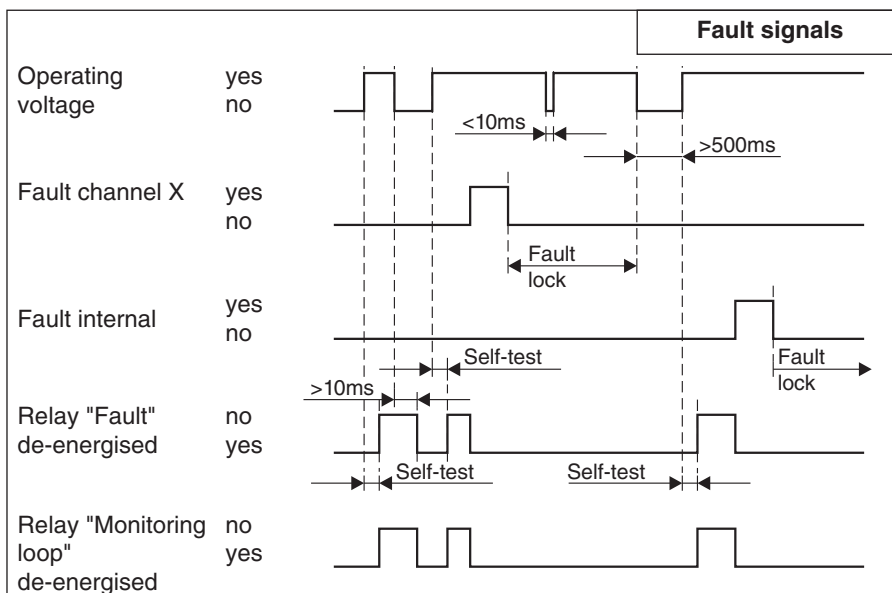 Fault signals
Operating
voltage
yes
no
<10ms
>500ms
Fault channel X
yes
no
Fault
lock
Fault internal
yes
no
Self-test
Fault
lock
>10ms
Relay "Fault"
de-energised
no
yes
Self-test
Self-test
Relay "Monitoring
loop"
de-energised
no
yes